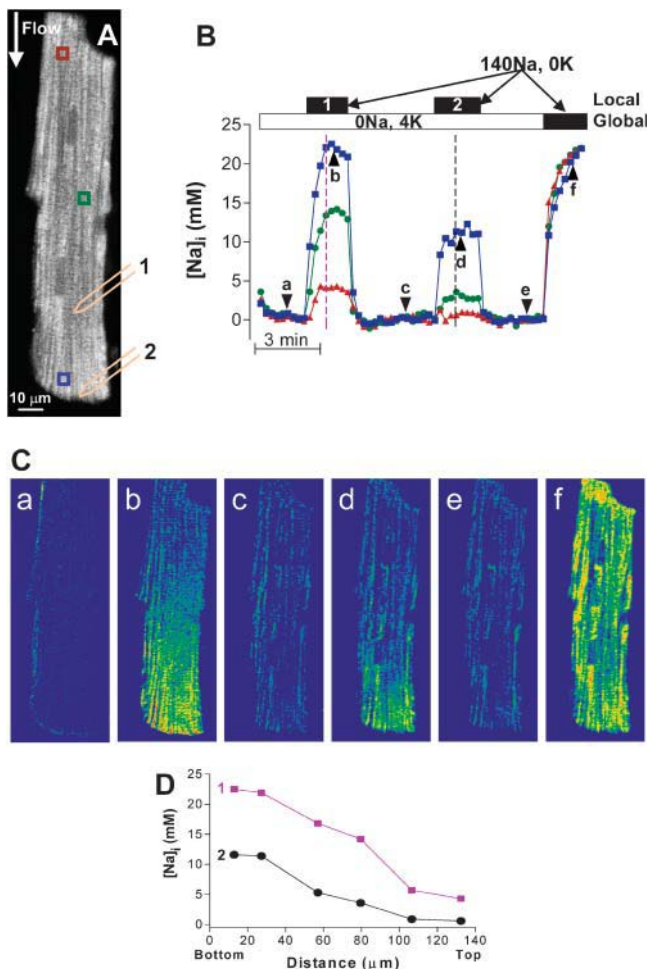 A
Flow
1
2
10 μm
B
140Na, 0K
1
2
Local
0Na, 4K
Global
[Na]i (mM)
25
20
15
10
5
0
a
b
c
d
e
f
3 min
C
a
b
c
d
e
f
D
[Na]i (mM)
25
20
15
10
5
0
1
2
0 20 40 60 80 100 120 140
Bottom Top
Distance (μm)